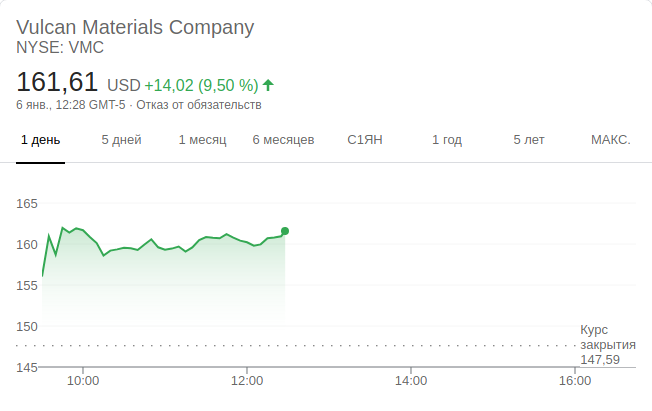 Vulcan Materials Company
NYSE: VMC
161,61 USD +14,02 (9,50 %)
6 янв., 12:28 GMT-5 · Отказ от обязательств
1 день 5 дней 1 месяц 6 месяцев С1ЯН 1 год 5 лет МАКС.
165
160
155
150
Курс
закрытия
147,59
145
10:00 12:00 14:00 16:00